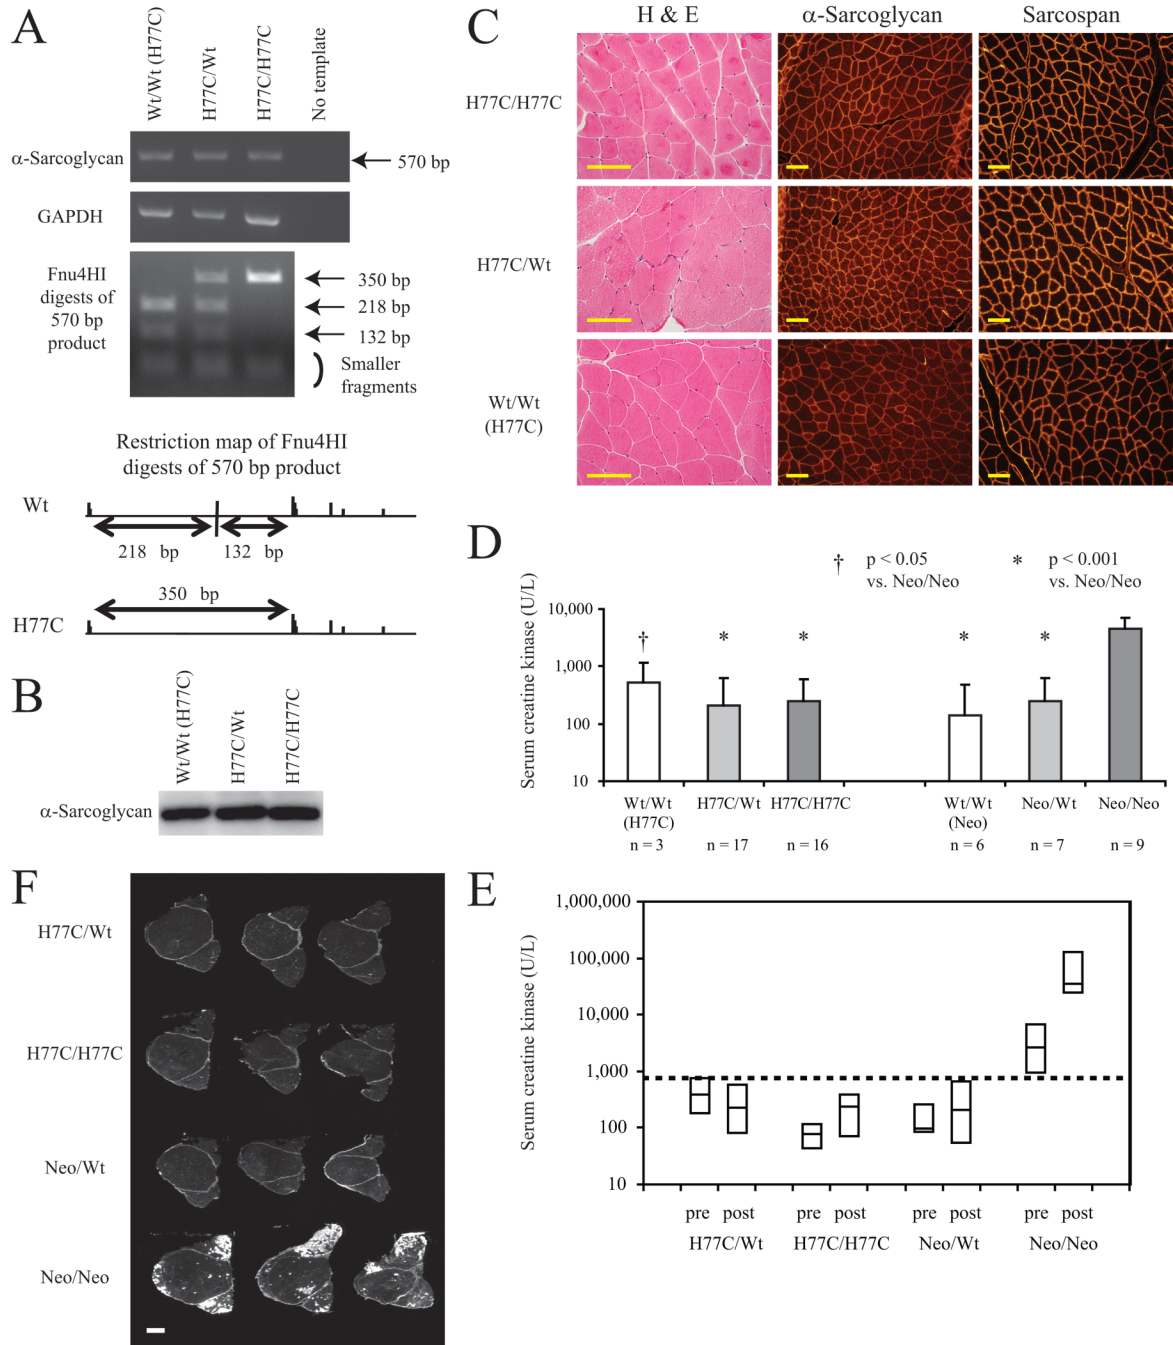 A
Wt/Wt (H77C)
H77C/Wt
H77C/H77C
No template
α-Sarcoglycan
570 bp
GAPDH
Fnu4HI
digests of
570 bp
product
350 bp
218 bp
132 bp
Smaller
fragments
Restriction map of Fnu4HI
digests of 570 bp product
Wt
218 bp
132 bp
350 bp
H77C
B
Wt/Wt (H77C)
H77C/Wt
H77C/H77C
α-Sarcoglycan
C
H & E
α-Sarcoglycan
Sarcospan
H77C/H77C
H77C/Wt
Wt/Wt
(H77C)
D
† p < 0.05
vs. Neo/Neo
* p < 0.001
vs. Neo/Neo
Serum creatine kinase (U/L)
10,000
1,000
100
10
† * * * *
Wt/Wt
(H77C)
n = 3
H77C/Wt
n = 17
H77C/H77C
n = 16
Wt/Wt
(Neo)
n = 6
Neo/Wt
n = 7
Neo/Neo
n = 9
F
H77C/Wt
H77C/H77C
Neo/Wt
Neo/Neo
E
Serum creatine kinase (U/L)
1,000,000
100,000
10,000
1,000
100
10
pre post pre post pre post pre post
H77C/Wt H77C/H77C Neo/Wt Neo/Neo